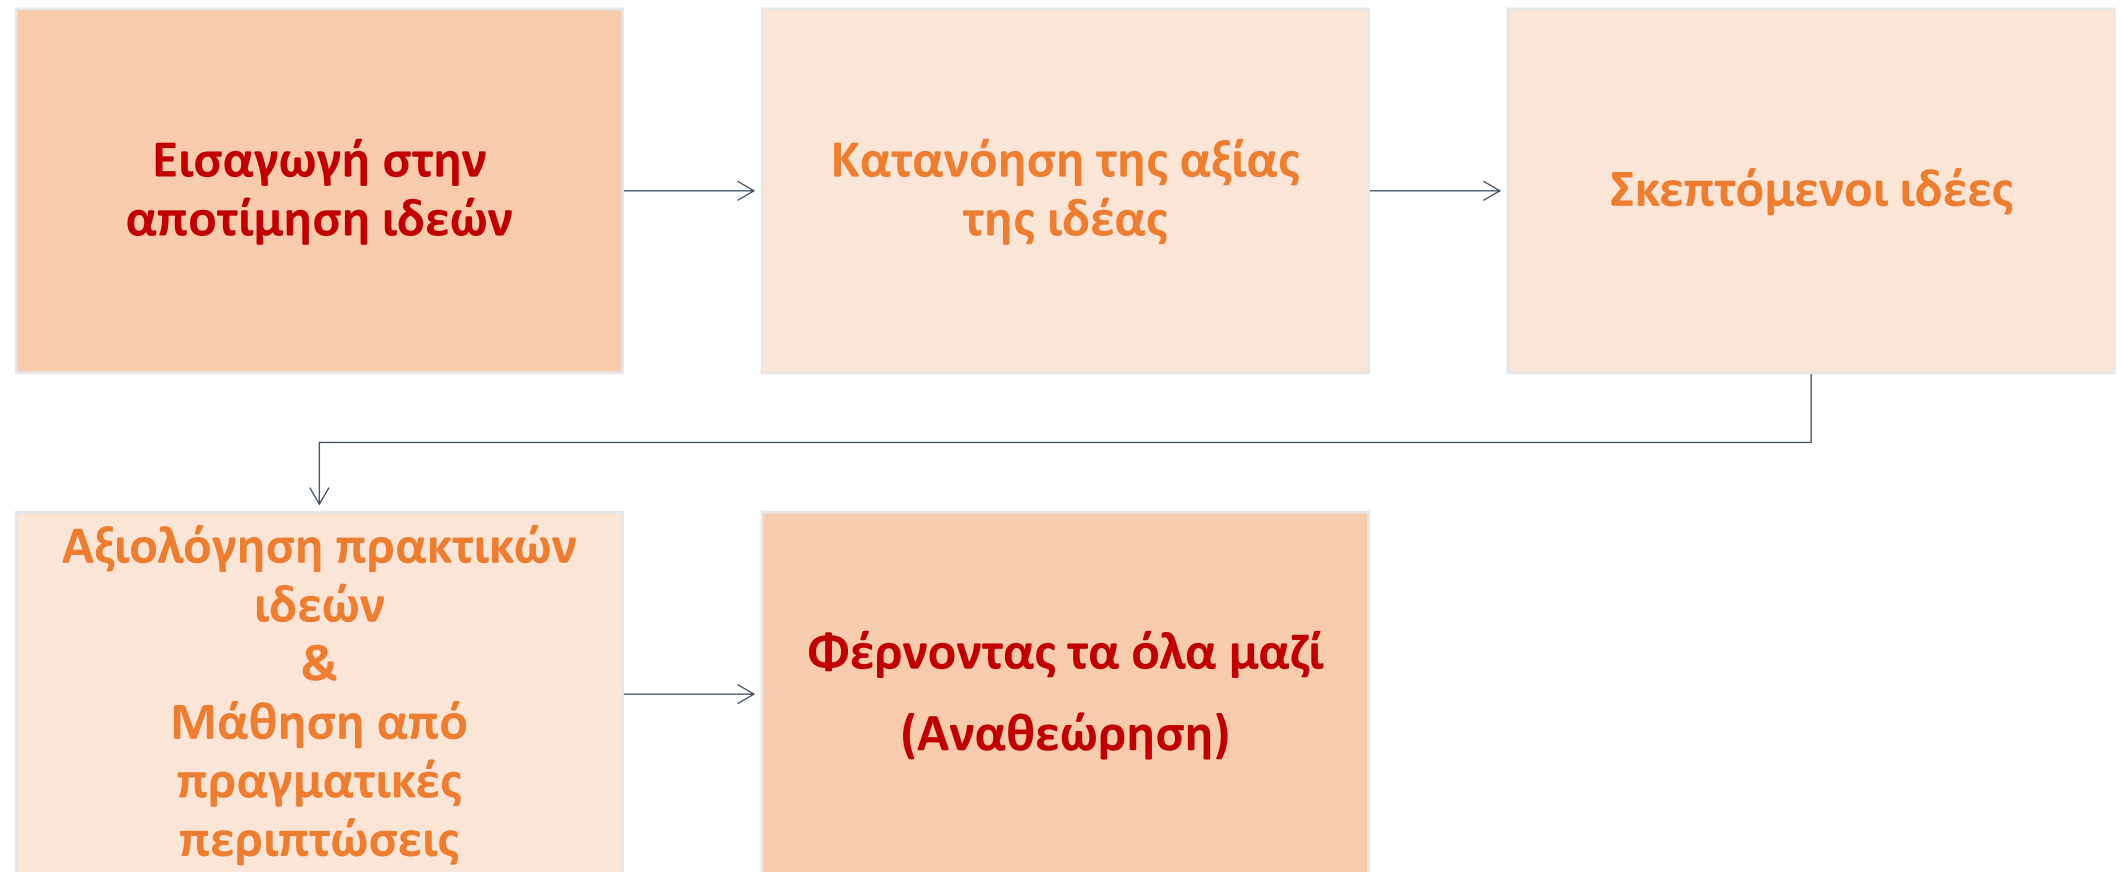 Εισαγωγή στην
αποτίμηση ιδεών
Κατανόηση της αξίας
της ιδέας
Σκεπτόμενοι ιδέες
Αξιολόγηση πρακτικών
ιδεών
&
Μάθηση από
πραγματικές
περιπτώσεις
Φέρνοντας τα όλα μαζί
(Αναθεώρηση)